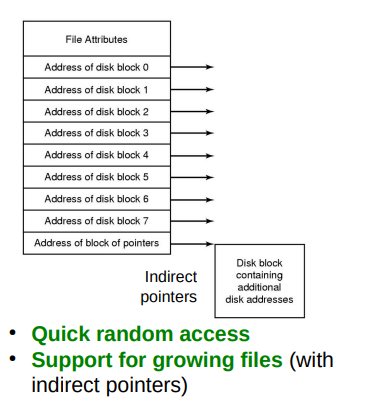 File Attributes
Address of disk block 0
Address of disk block 1
Address of disk block 2
Address of disk block 3
Address of disk block 4
Address of disk block 5
Address of disk block 6
Address of disk block 7
Address of block of pointers
Indirect
pointers
Disk block
containing
additional
disk addresses
• Quick random access
• Support for growing files (with
indirect pointers)